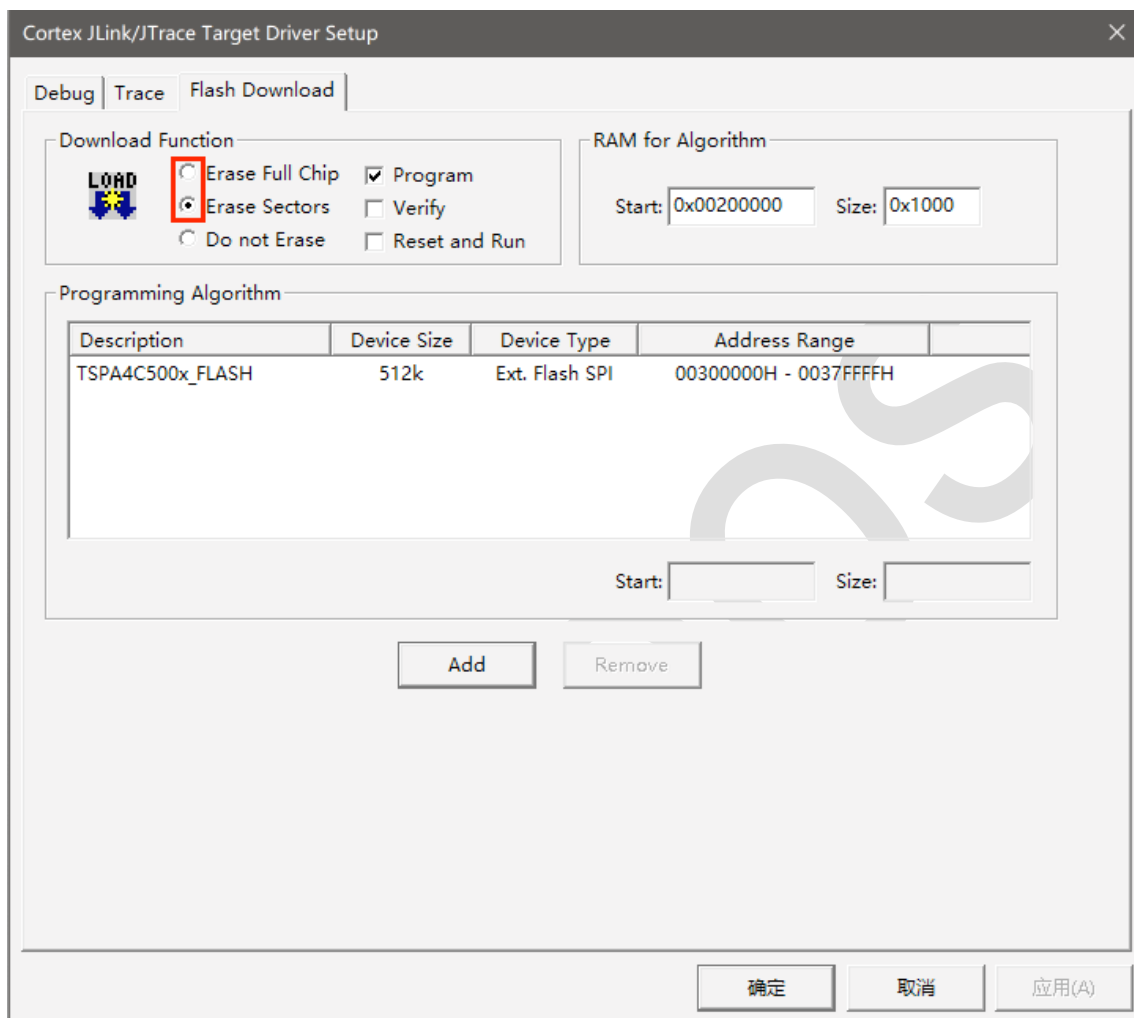 Cortex JLink/JTrace Target Driver Setup
Debug Trace Flash Download
Download Function
LOAD
Erase Full Chip
Erase Sectors
Do not Erase
Program
Verify
Reset and Run
RAM for Algorithm
Start: 0x00200000 Size: 0x1000
Programming Algorithm
Description Device Size Device Type Address Range
TSPA4C500x_FLASH 512k Ext. Flash SPI 00300000H - 0037FFFFH
Start: Size:
Add Remove
确定 取消 应用(A)